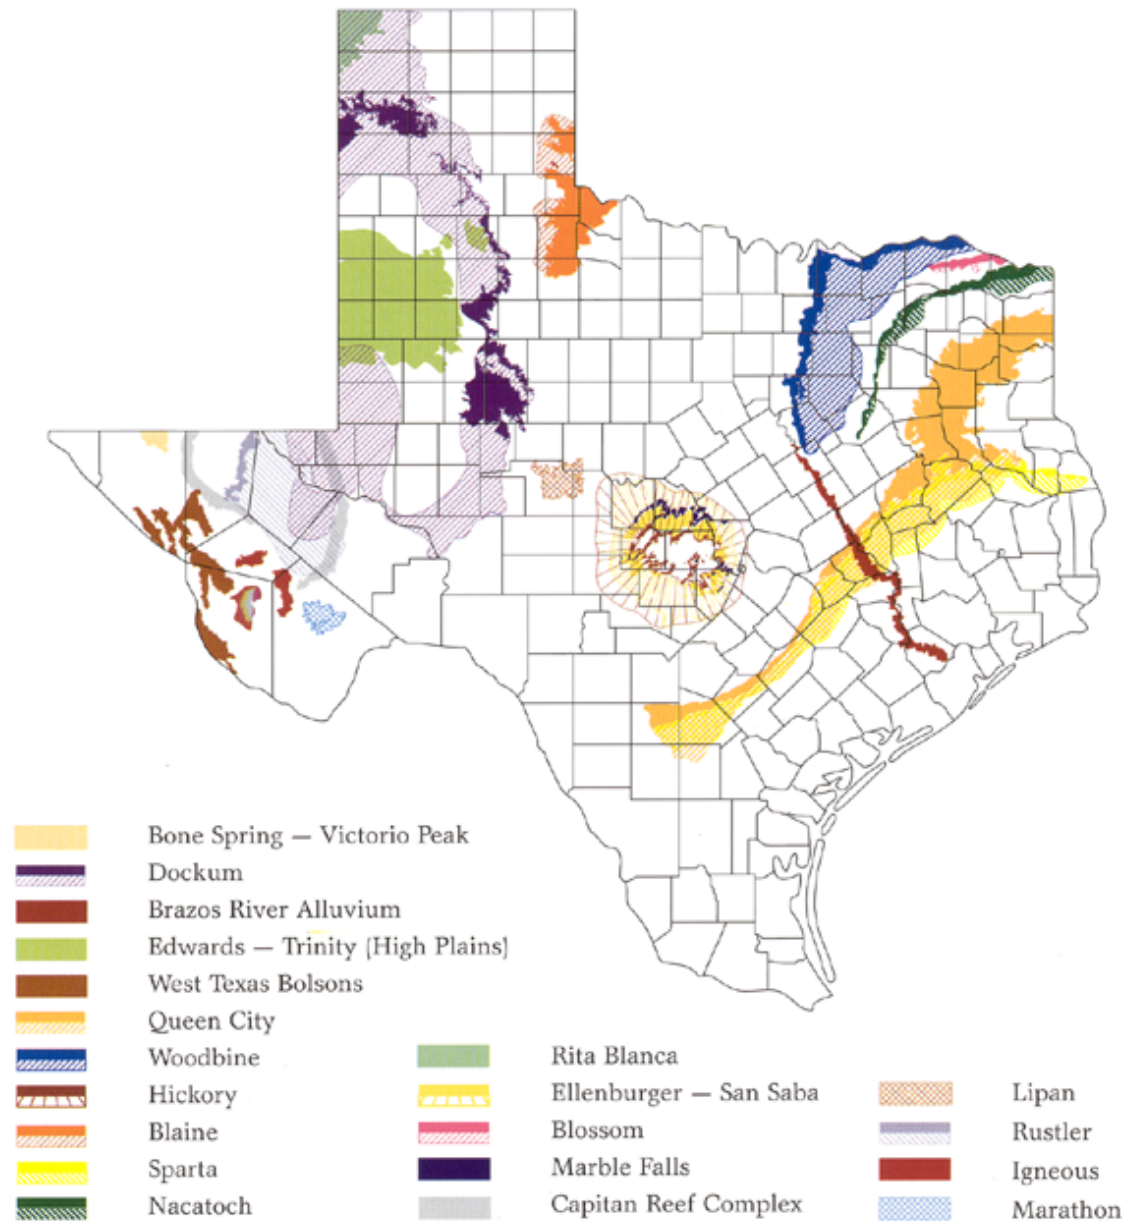 Bone Spring — Victorio Peak
Dockum
Brazos River Alluvium
Edwards — Trinity (High Plains)
West Texas Bolsons
Queen City
Woodbine
Hickory
Blaine
Sparta
Nacatoch
Rita Blanca
Ellenburger — San Saba
Blossom
Marble Falls
Capitan Reef Complex
Lipan
Rustler
Igneous
Marathon